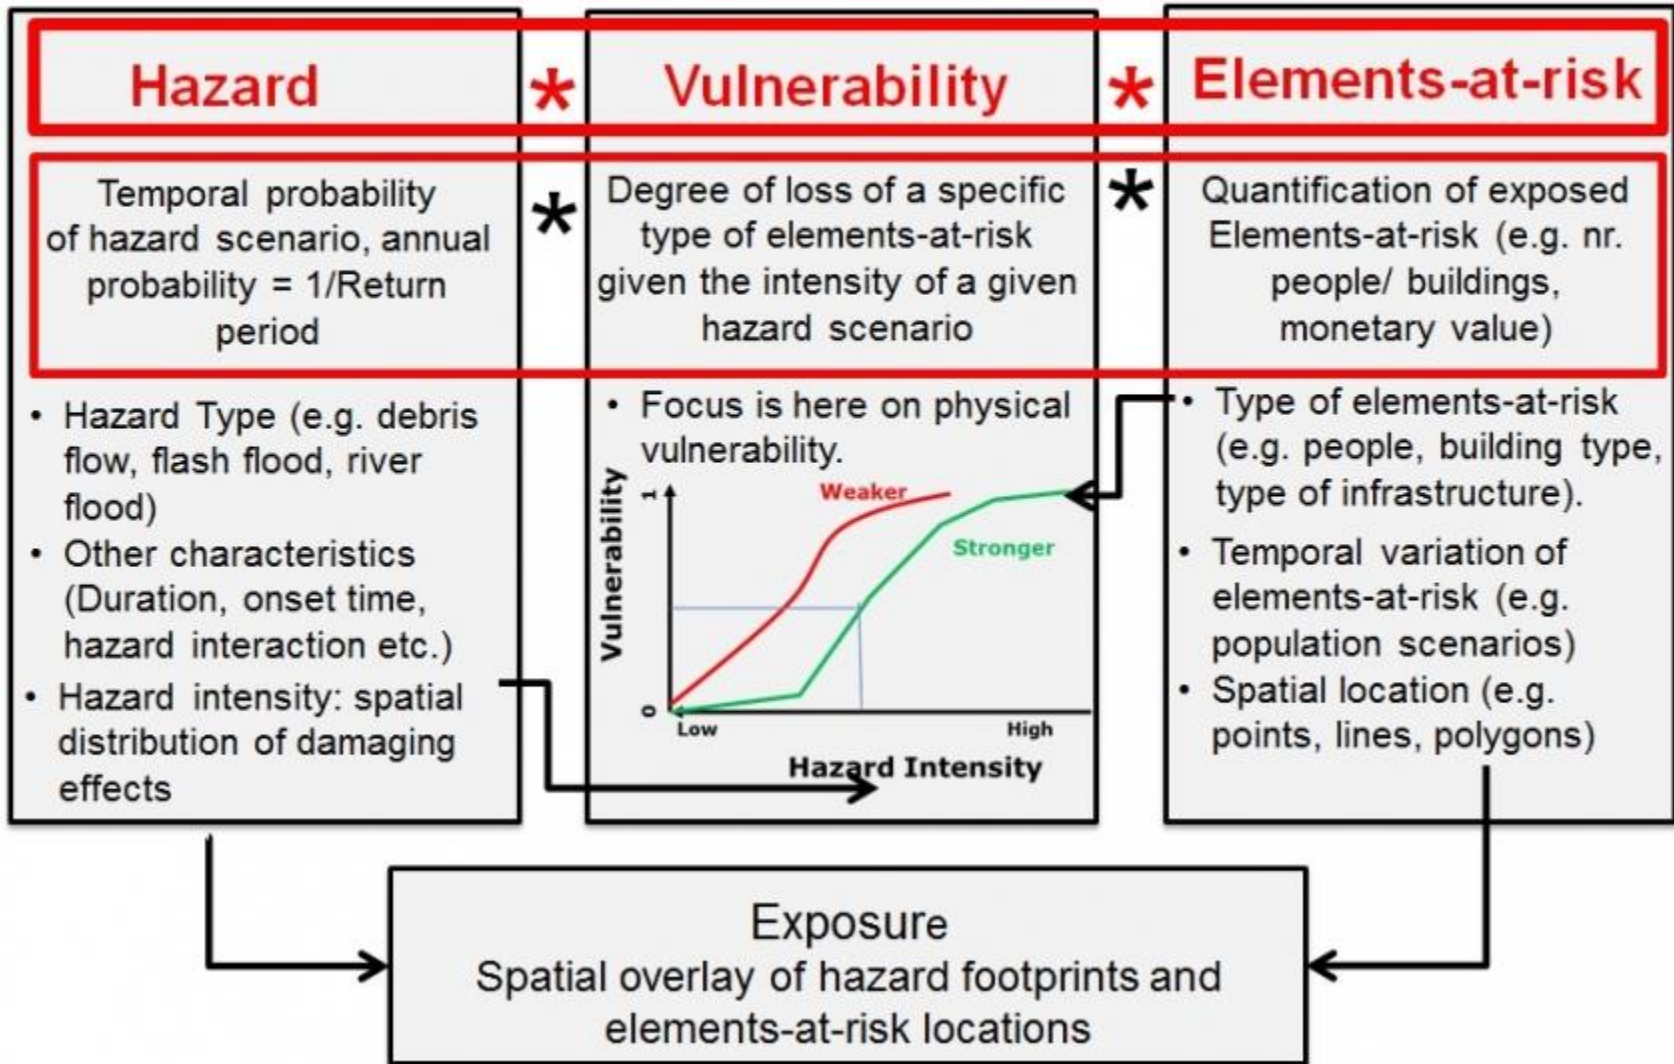 Hazard
*
Vulnerability
*
Elements-at-risk
Temporal probability
of hazard scenario, annual
probability = 1/Return
period
*
Degree of loss of a specific
type of elements-at-risk
given the intensity of a given
hazard scenario
*
Quantification of exposed
Elements-at-risk (e.g. nr.
people/ buildings,
monetary value)
• Hazard Type (e.g. debris
flow, flash flood, river
flood)
• Other characteristics
(Duration, onset time,
hazard interaction etc.)
• Hazard intensity: spatial
distribution of damaging
effects
• Focus is here on physical
vulnerability.
Vulnerability
1
0
Weaker
Stronger
Low
High
Hazard Intensity
• Type of elements-at-risk
(e.g. people, building type,
type of infrastructure).
• Temporal variation of
elements-at-risk (e.g.
population scenarios)
• Spatial location (e.g.
points, lines, polygons)
Exposure
Spatial overlay of hazard footprints and
elements-at-risk locations